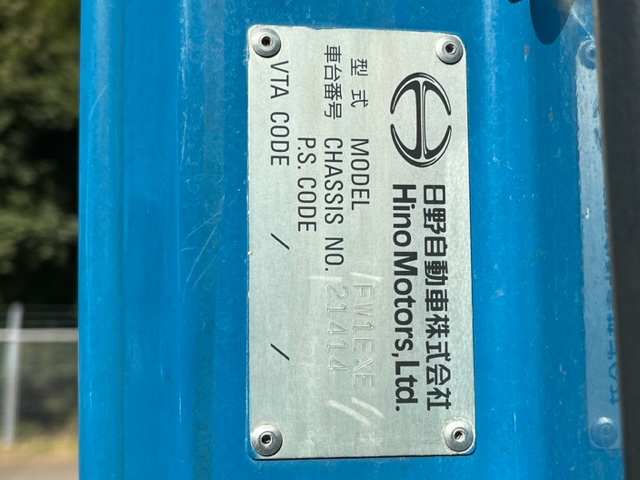 日野自動車株式会社
Hino Motors, Ltd.
型式 MODEL FW1EXE
車台番号 CHASSIS NO. 21414
P.S. CODE
VTA CODE / /